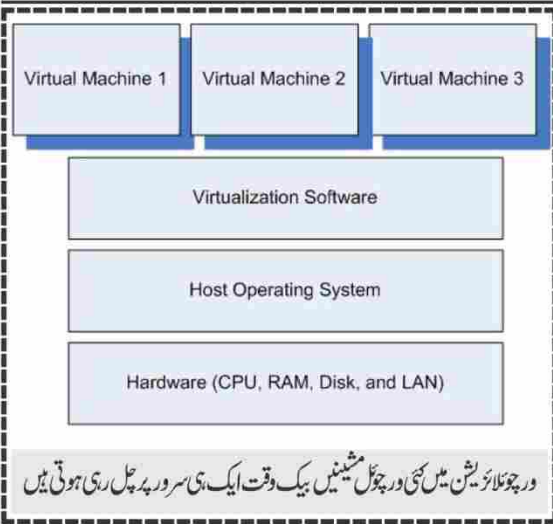 Virtual Machine 1 Virtual Machine 2 Virtual Machine 3
Virtualization Software
Host Operating System
Hardware (CPU, RAM, Disk, and LAN)
ورچوئلائزیشن میں کئی ورچوئل مشینیں بیک وقت ایک ہی سرور پر چل رہی ہوتی ہیں